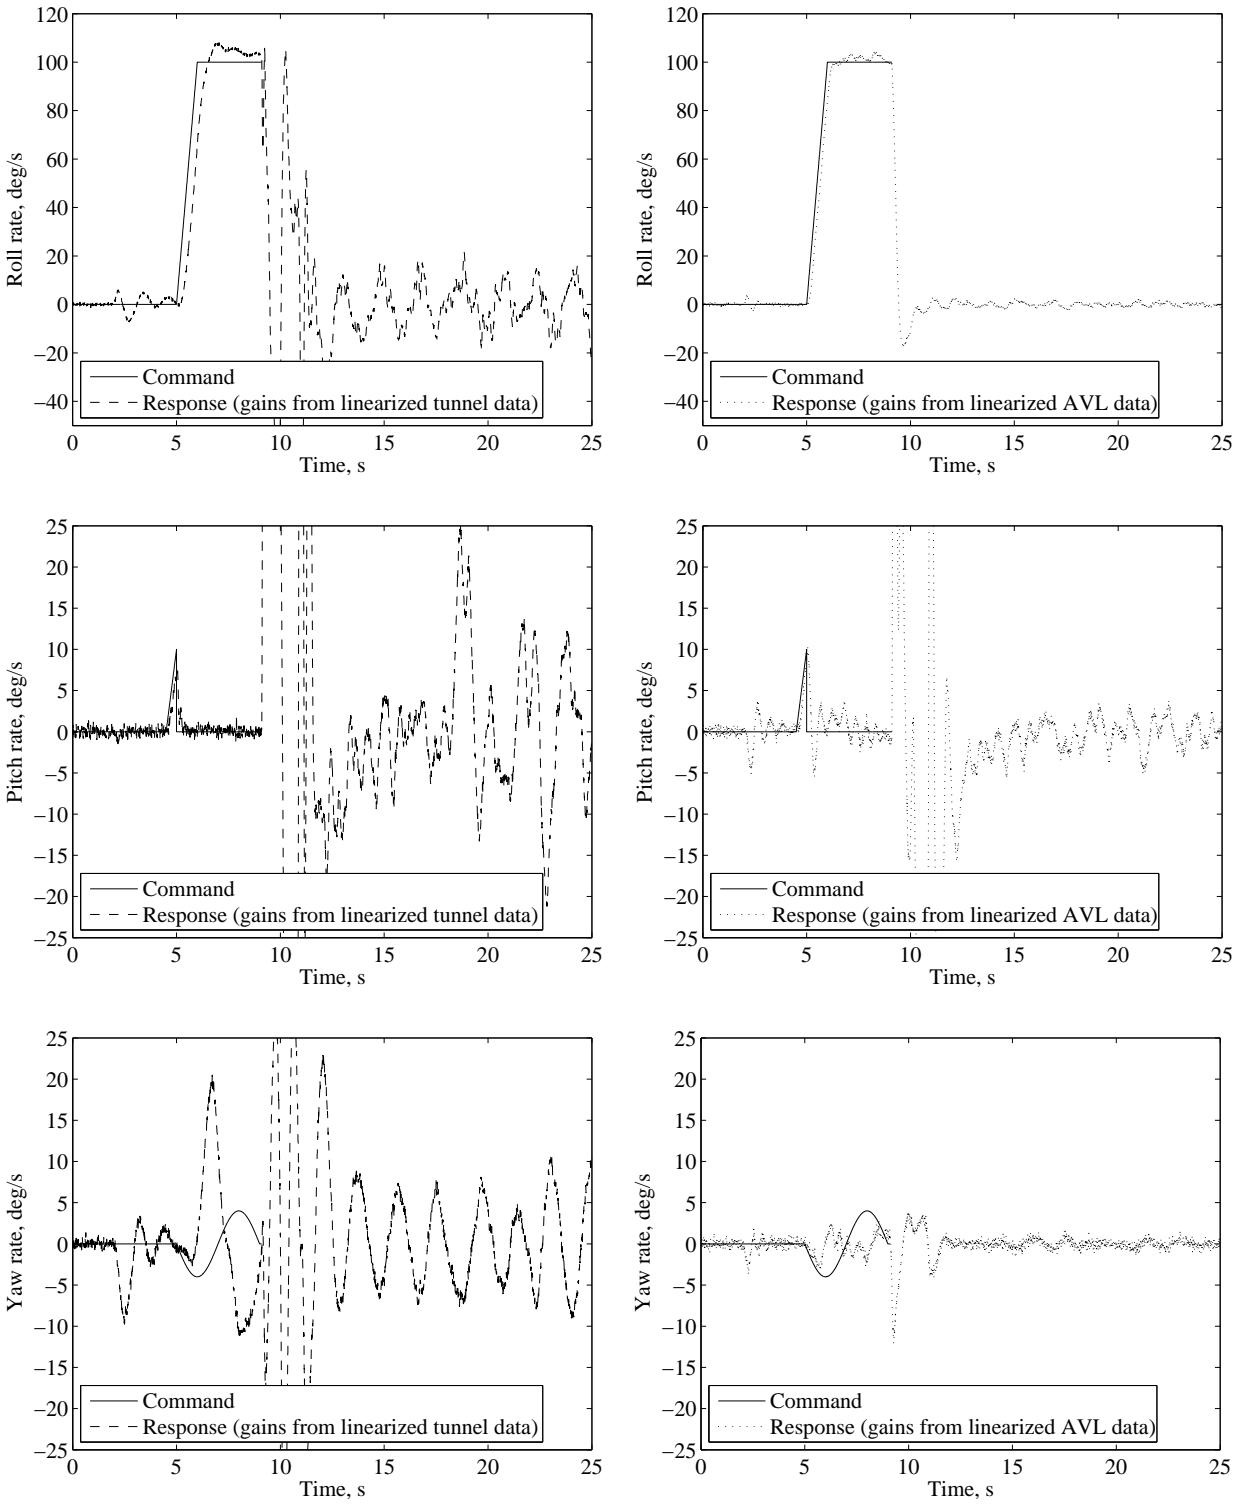 120
100
80
60
40
20
0
−20
−40
0 5 10 15 20 25
Roll rate, deg/s
Time, s
Command
Response (gains from linearized tunnel data)
120
100
80
60
40
20
0
−20
−40
0 5 10 15 20 25
Roll rate, deg/s
Time, s
Command
Response (gains from linearized AVL data)
25
20
15
10
5
0
−5
−10
−15
−20
−25
0 5 10 15 20 25
Pitch rate, deg/s
Time, s
Command
Response (gains from linearized tunnel data)
25
20
15
10
5
0
−5
−10
−15
−20
−25
0 5 10 15 20 25
Pitch rate, deg/s
Time, s
Command
Response (gains from linearized AVL data)
25
20
15
10
5
0
−5
−10
−15
−20
−25
0 5 10 15 20 25
Yaw rate, deg/s
Time, s
Command
Response (gains from linearized tunnel data)
25
20
15
10
5
0
−5
−10
−15
−20
−25
0 5 10 15 20 25
Yaw rate, deg/s
Time, s
Command
Response (gains from linearized AVL data)